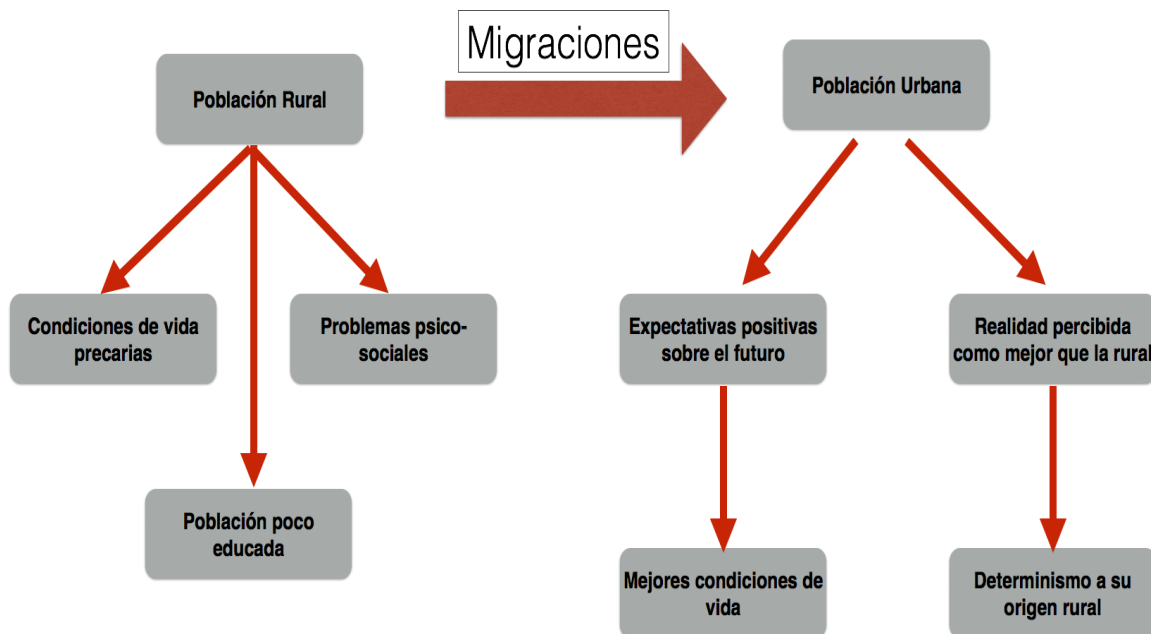 Migraciones
Población Rural
Población Urbana
Condiciones de vida
precarias
Problemas psico-
sociales
Población poco
educada
Expectativas positivas
sobre el futuro
Realidad percibida
como mejor que la rural
Mejores condiciones de
vida
Determinismo a su
origen rural